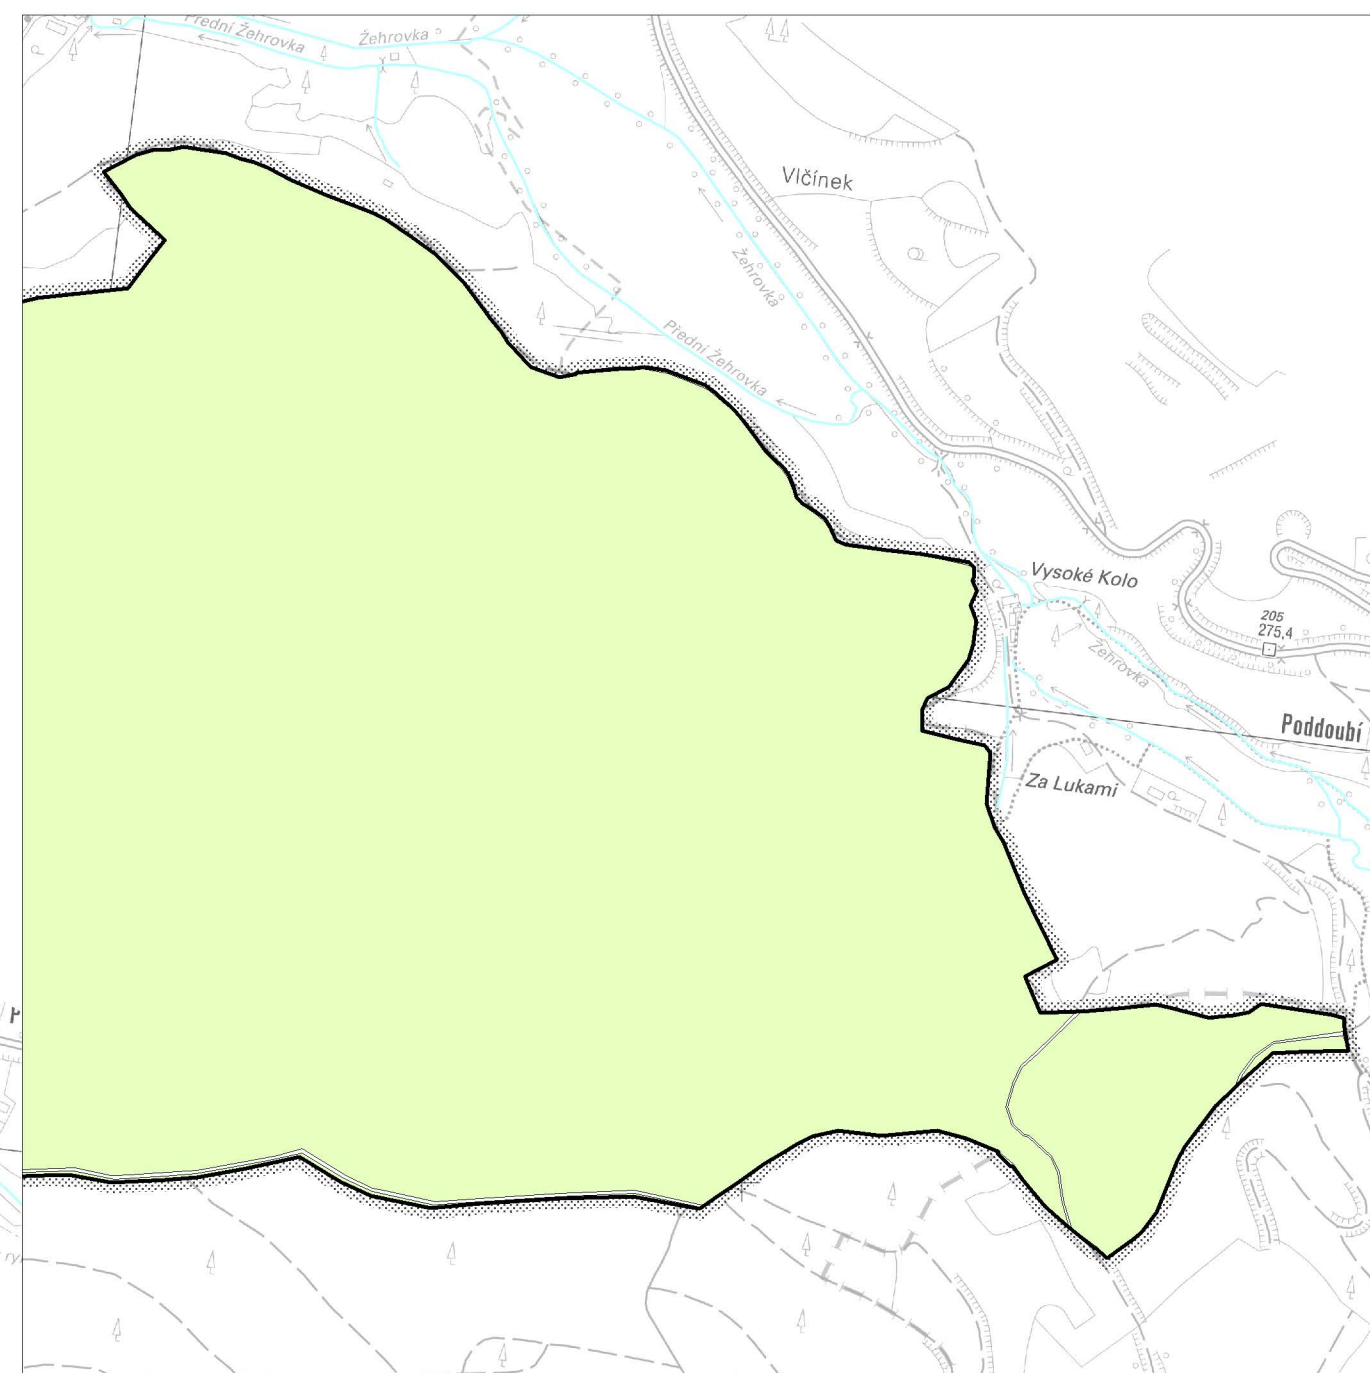 Přední Žehrovka
Žehrovka
Vlčínek
Žehrovka
Přední Žehrovka
Vysoké Kolo
205
275,4
Žehrovka
Poddoubí
Za Lukami